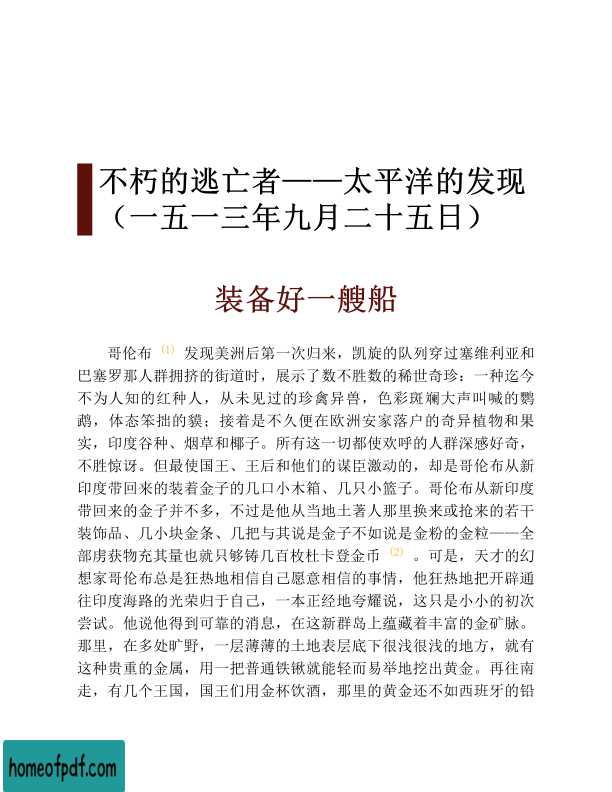 不朽的逃亡者——太平洋的发现
（一五一三年九月二十五日）
装备好一艘船
哥伦布 (1) 发现美洲后第一次归来，凯旋的队列穿过塞维利亚和
巴塞罗那人群拥挤的街道时，展示了数不胜数的稀世奇珍：一种迄今
不为人知的红种人，从未见过的珍禽异兽，色彩斑斓大声叫喊的鹦
鹉，体态笨拙的貘；接着是不久便在欧洲安家落户的奇异植物和果
实，印度谷种、烟草和椰子。所有这一切都使欢呼的人群深感好奇，
不胜惊讶。但最使国王、王后和他们的谋臣激动的，却是哥伦布从新
印度带回来的装着金子的几口小木箱、几只小篮子。哥伦布从新印度
带回来的金子并不多，不过是他从当地土著人那里换来或抢来的若干
装饰品、几小块金条、几把与其说是金子不如说是金粉的金粒——全
部虏获物充其量也就只够铸几百枚杜卡登金币 (2) 。可是，天才的幻
想家哥伦布总是狂热地相信自己愿意相信的事情，他狂热地把开辟通
往印度海路的光荣归于自己，一本正经地夸耀说，这只是小小的初次
尝试。他说他得到可靠的消息，在这新群岛上蕴藏着丰富的金矿脉。
那里，在多处旷野，一层薄薄的土地表层底下很浅很浅的地方，就有
这种贵重的金属，用一把普通铁锹就能轻而易举地挖出黄金。再往南
走，有几个王国，国王们用金杯饮酒，那里的黄金还不如西班牙的铅
homeofpdf.com